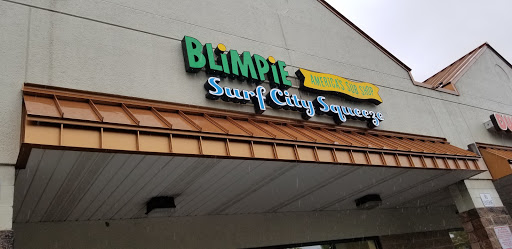 BLiMPiE
AMERICA'S SUB SHOP
Surf City Squeeze